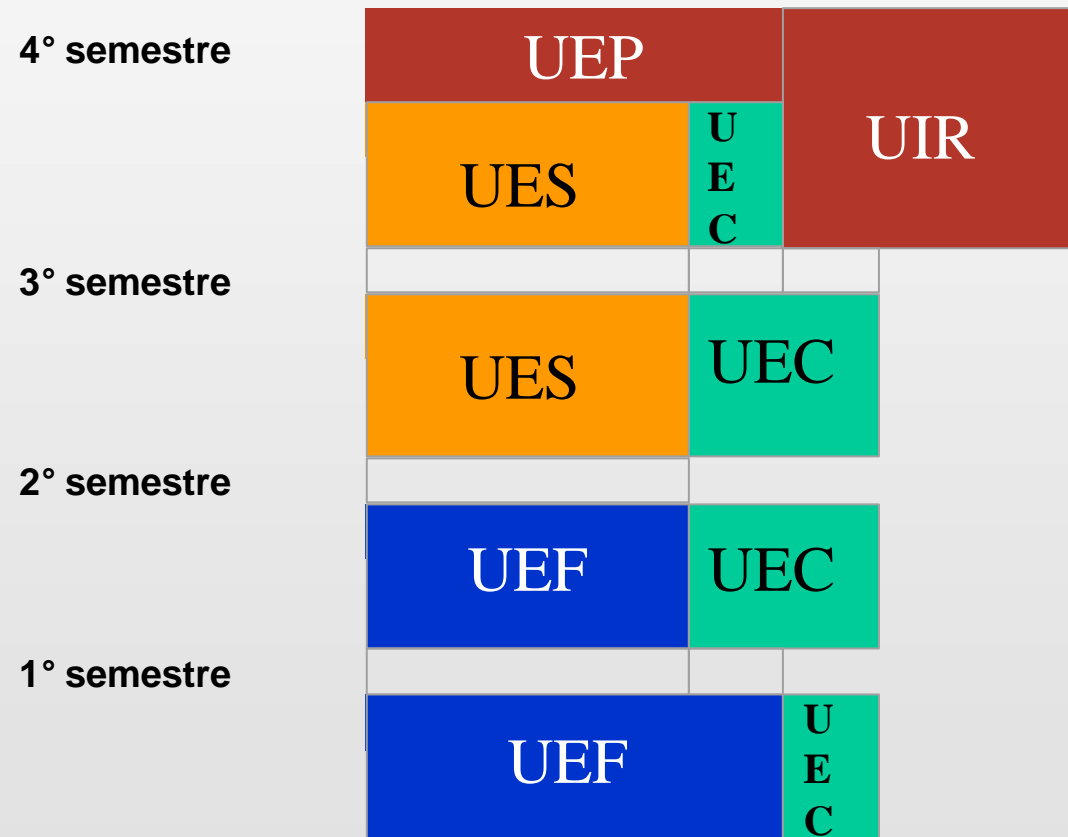 4° semestre
UEP
UIR
UES
U
E
C
3° semestre
UES
UEC
2° semestre
UEF
UEC
1° semestre
UEF
U
E
C